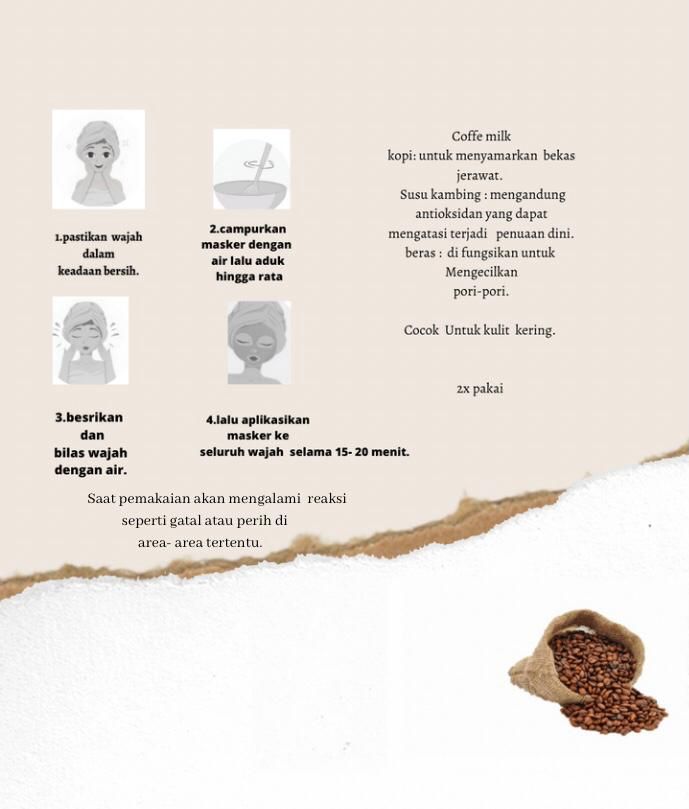 1.pastikan wajah
dalam
keadaan bersih.
2.campurkan
masker dengan
air lalu aduk
hingga rata
3.besrikan
dan
bilas wajah
dengan air.
4.lalu aplikasikan
masker ke
seluruh wajah selama 15- 20 menit.
Saat pemakaian akan mengalami reaksi
seperti gatal atau perih di
area- area tertentu.
Coffe milk
kopi: untuk menyamarkan bekas
jerawat.
Susu kambing : mengandung
antioksidan yang dapat
mengatasi terjadi penuaan dini.
beras : di fungsikan untuk
Mengecilkan
pori-pori.
Cocok Untuk kulit kering.
2x pakai